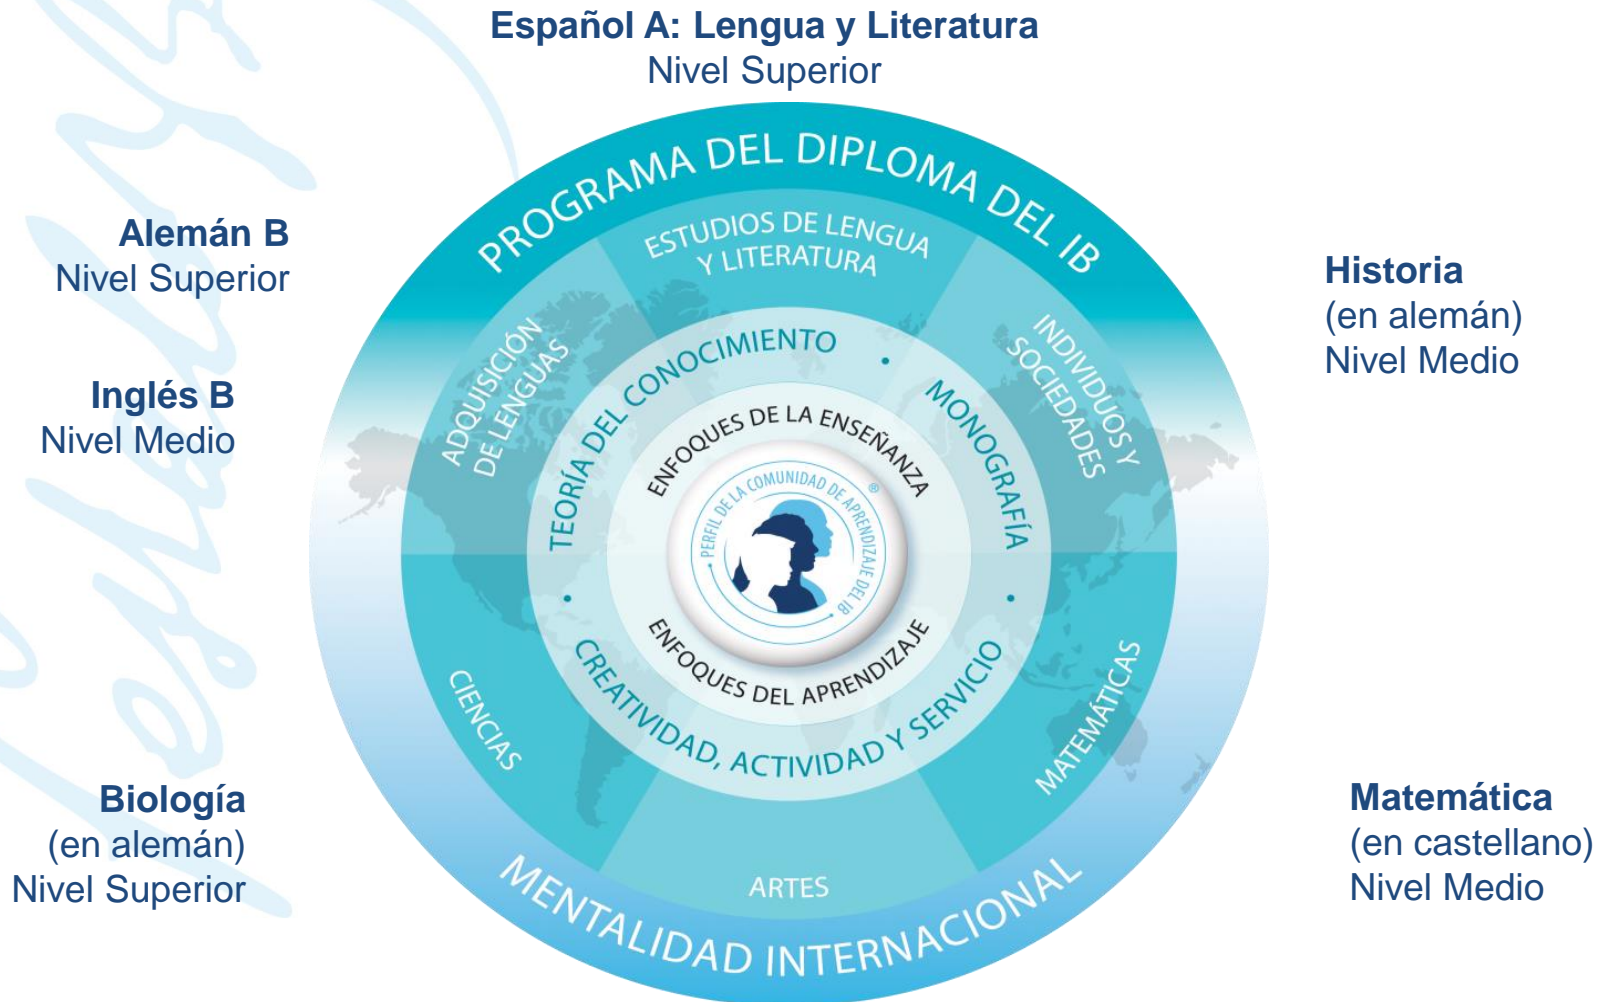 Español A: Lengua y Literatura
Nivel Superior
Alemán B
Nivel Superior
Inglés B
Nivel Medio
Biología
(en alemán)
Nivel Superior
Historia
(en alemán)
Nivel Medio
Matemática
(en castellano)
Nivel Medio
PROGRAMA DEL DIPLOMA DEL IB
ESTUDIOS DE LENGUA
Y LITERATURA
ADQUISICIÓN
DE LENGUAS
INDIVIDUOS Y
SOCIEDADES
CIENCIAS
MATEMÁTICAS
ARTES
TEORÍA DEL CONOCIMIENTO
• MONOGRAFÍA •
CREATIVIDAD, ACTIVIDAD Y SERVICIO •
ENFOQUES DE LA ENSEÑANZA
ENFOQUES DEL APRENDIZAJE
• PERFIL DE LA COMUNIDAD DE APRENDIZAJE DEL IB • ®
MENTALIDAD INTERNACIONAL